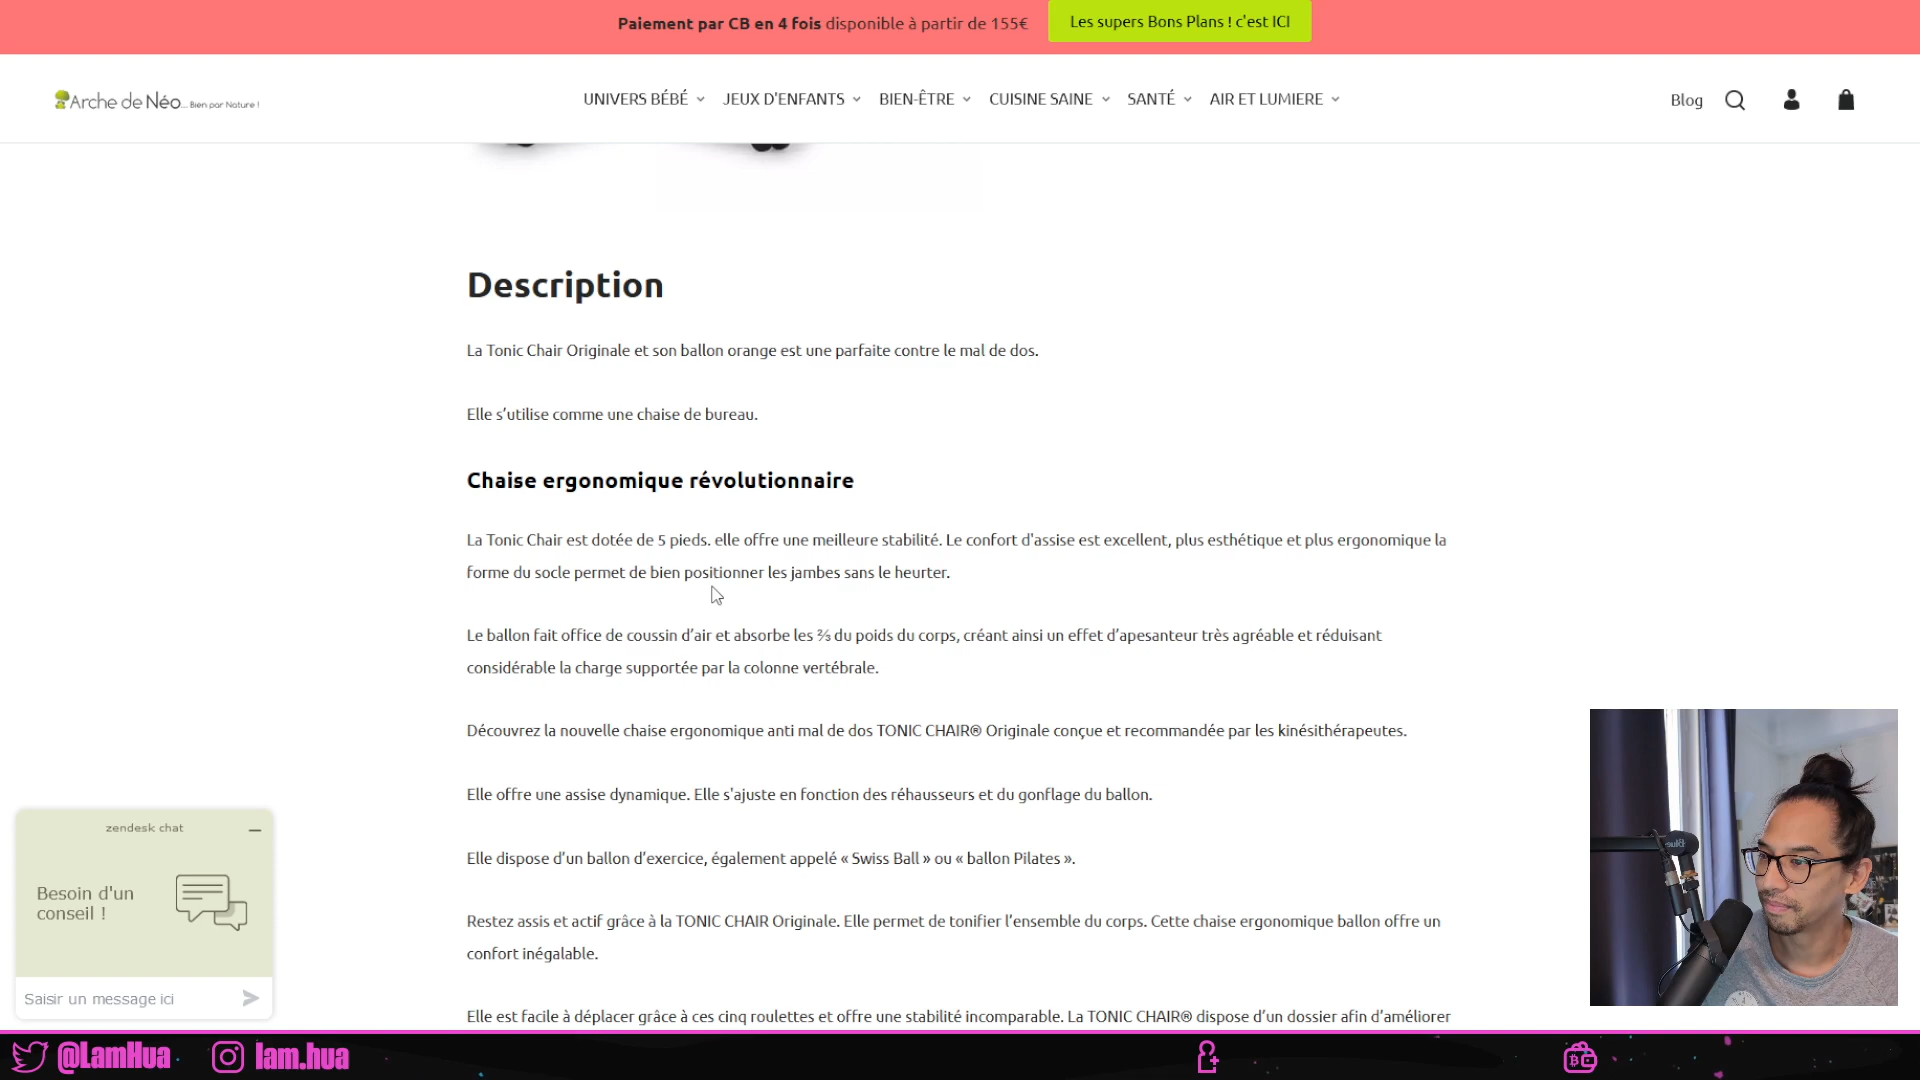 Paiement par CB en 4 fois disponible à partir de 155€
Les supers Bons Plans ! c'est ICI
Arche de Néo... Bien par Nature !
UNIVERS BÉBÉ
JEUX D'ENFANTS
BIEN-ÊTRE
CUISINE SAINE
SANTÉ
AIR ET LUMIERE
Blog
Description
La Tonic Chair Originale et son ballon orange est une parfaite contre le mal de dos.
Elle s’utilise comme une chaise de bureau.
Chaise ergonomique révolutionnaire
La Tonic Chair est dotée de 5 pieds. elle offre une meilleure stabilité. Le confort d'assise est excellent, plus esthétique et plus ergonomique la
forme du socle permet de bien positionner les jambes sans le heurter.
Le ballon fait office de coussin d’air et absorbe les ⅔ du poids du corps, créant ainsi un effet d’apesanteur très agréable et réduisant
considérable la charge supportée par la colonne vertébrale.
Découvrez la nouvelle chaise ergonomique anti mal de dos TONIC CHAIR® Originale conçue et recommandée par les kinésithérapeutes.
Elle offre une assise dynamique. Elle s'ajuste en fonction des réhausseurs et du gonflage du ballon.
Elle dispose d’un ballon d’exercice, également appelé « Swiss Ball » ou « ballon Pilates ».
Restez assis et actif grâce à la TONIC CHAIR Originale. Elle permet de tonifier l’ensemble du corps. Cette chaise ergonomique ballon offre un
confort inégalable.
Elle est facile à déplacer grâce à ces cinq roulettes et offre une stabilité incomparable. La TONIC CHAIR® dispose d’un dossier afin d’améliorer
zendesk chat
Besoin d'un
conseil !
Saisir un message ici
Blue
@LamHua
lam.hua